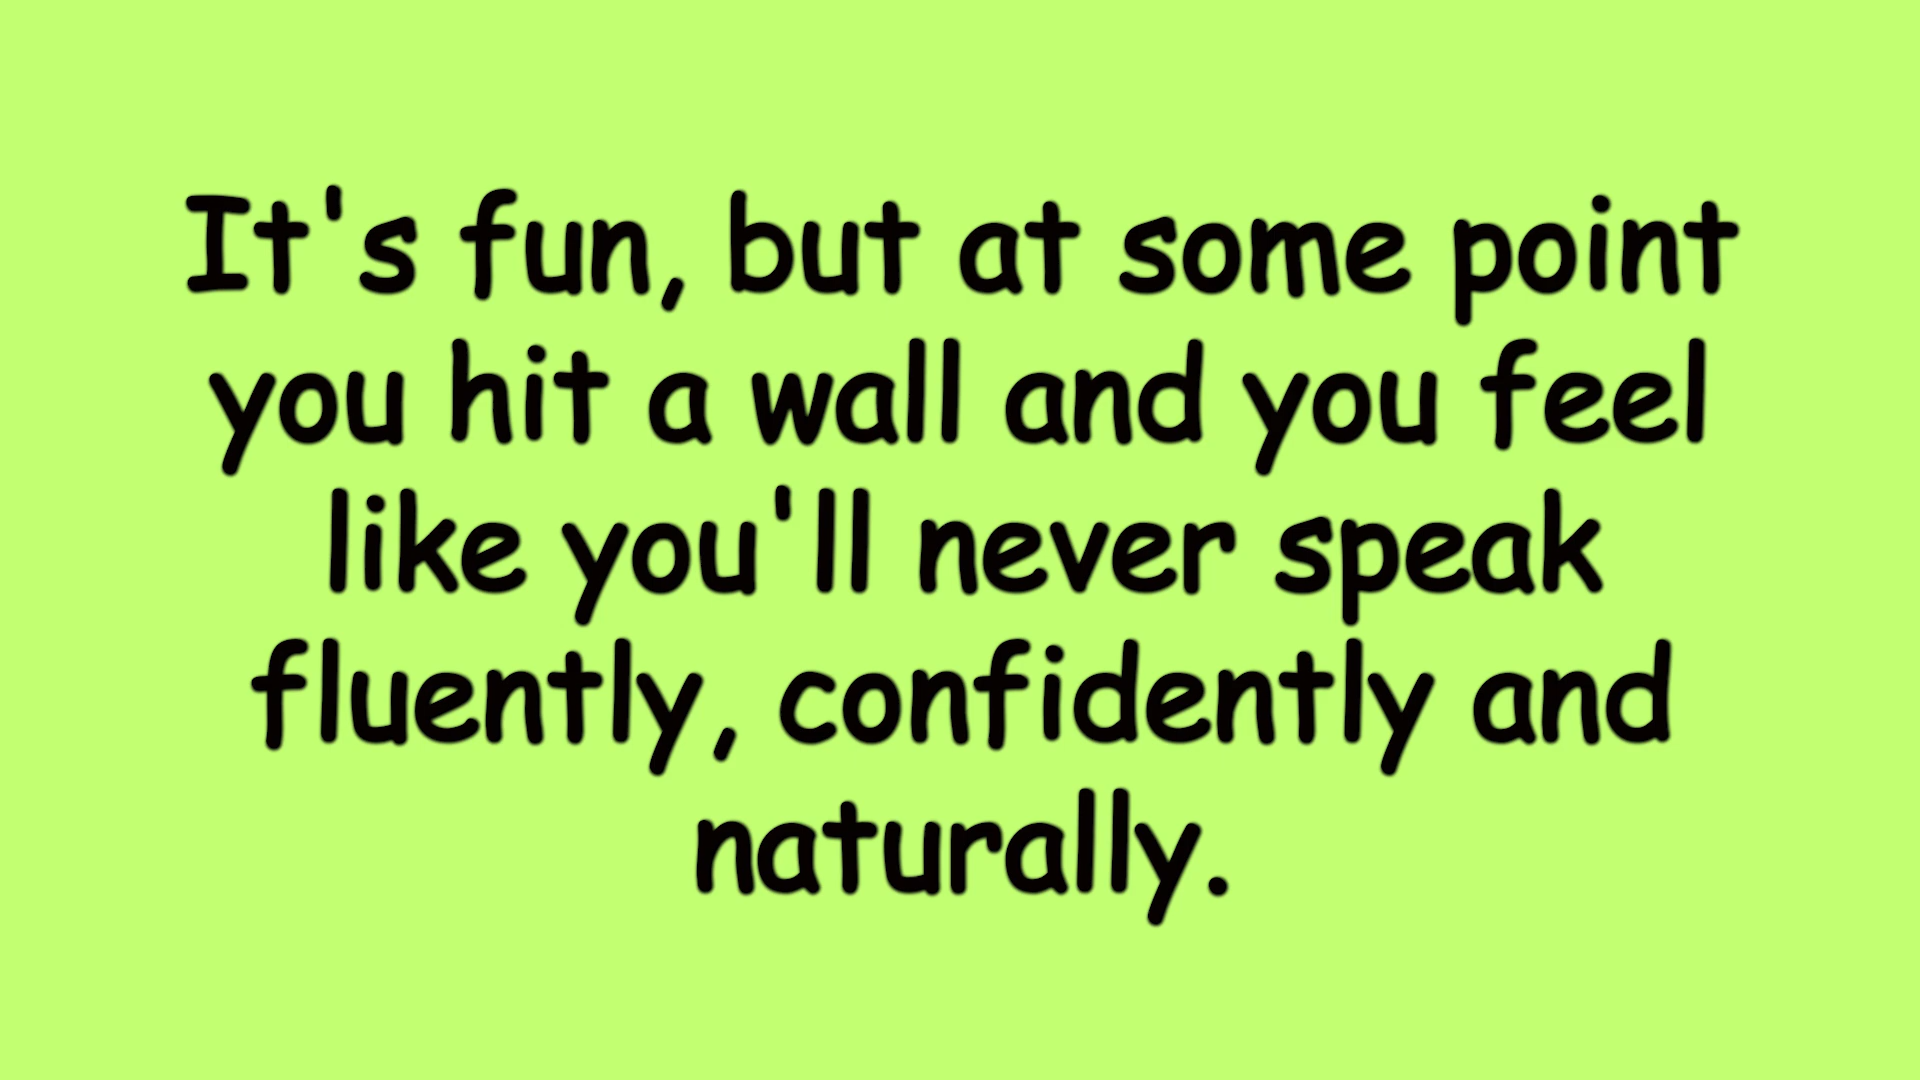 It's fun, but at some point
you hit a wall and you feel
like you'll never speak
fluently, confidently and
naturally.